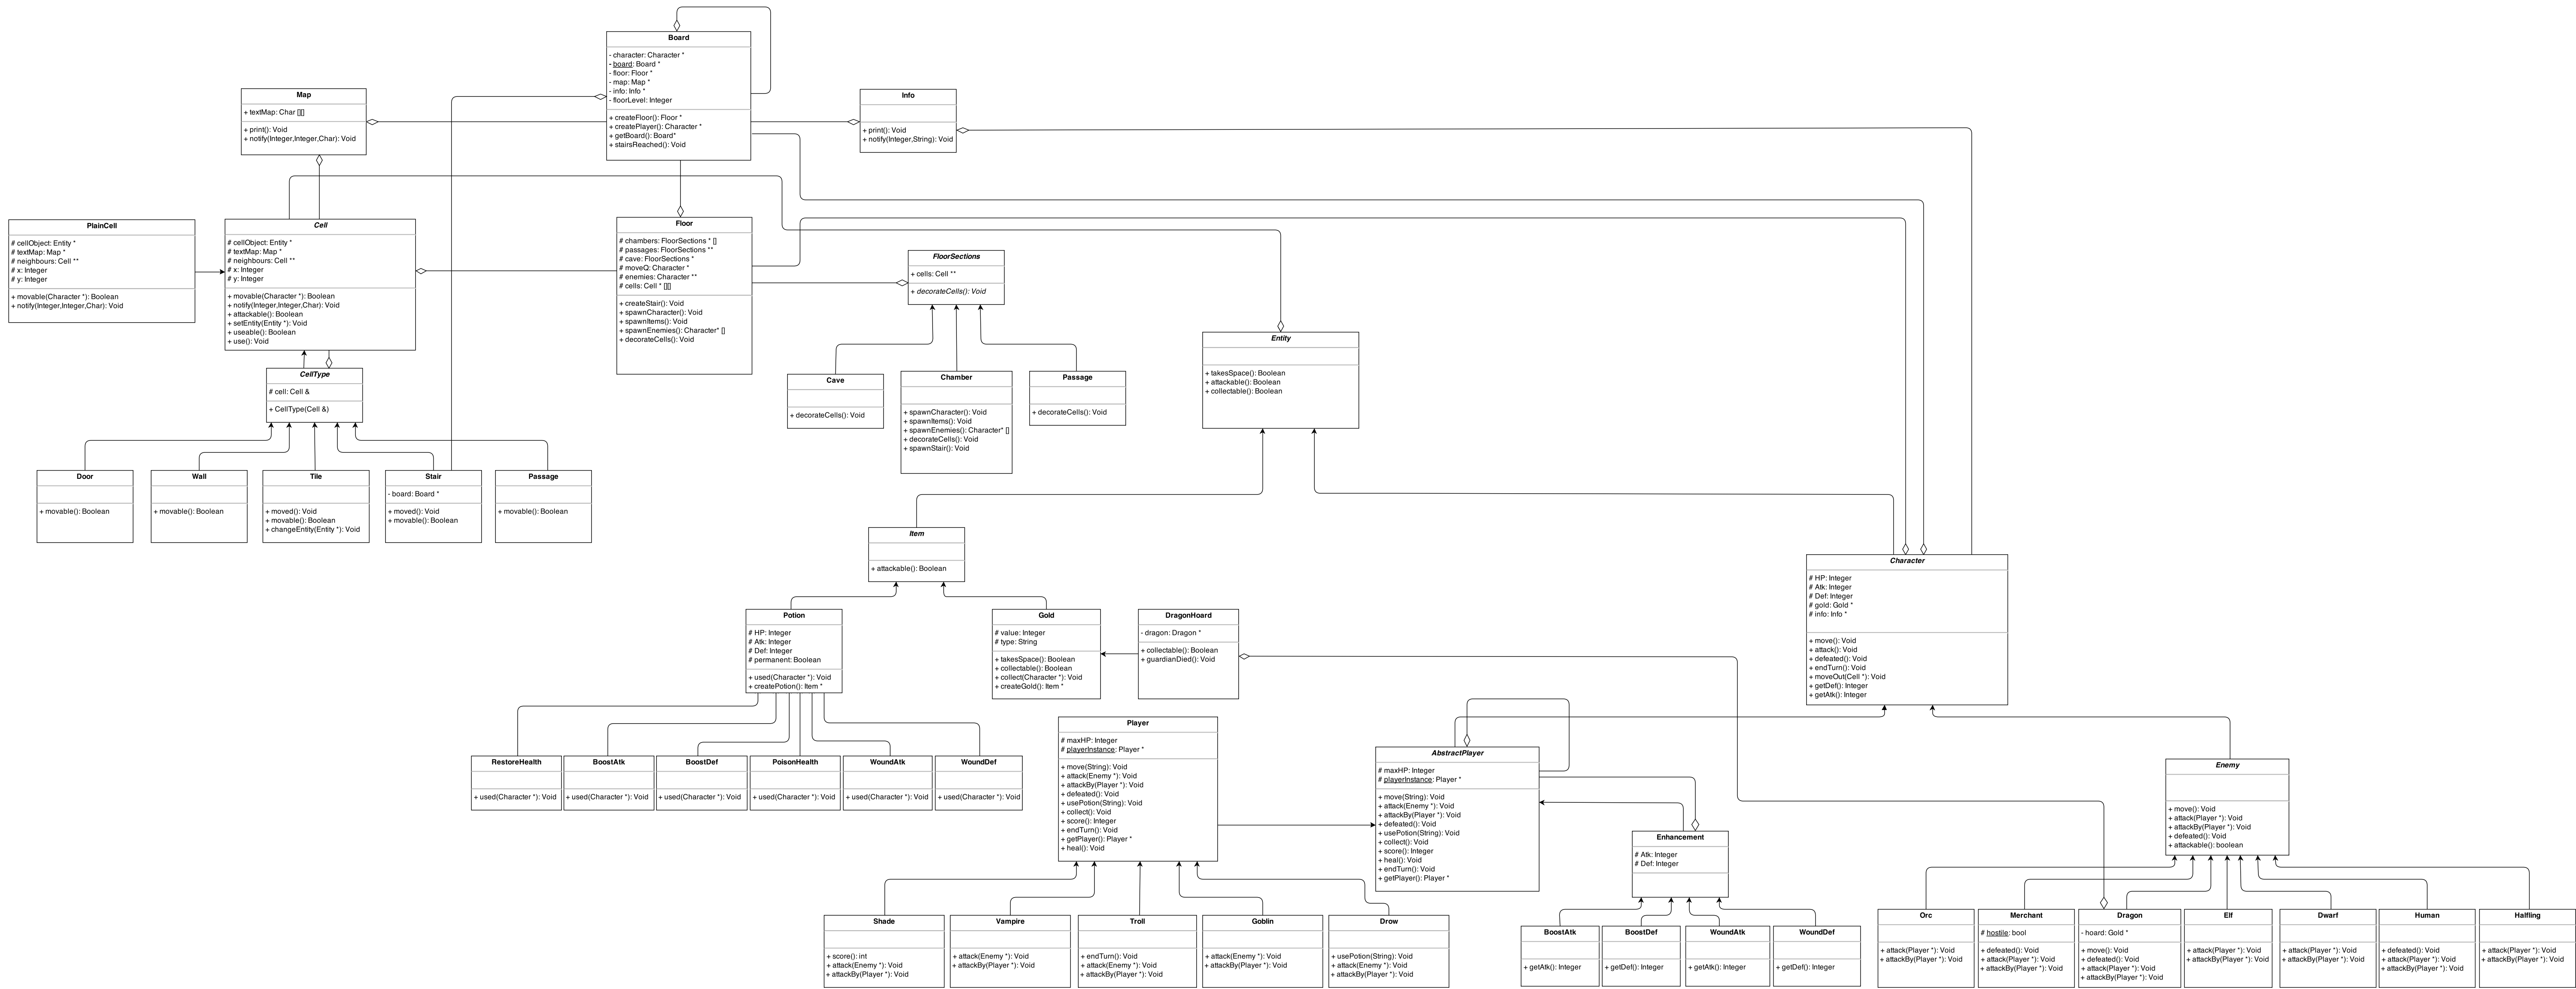 Board
- character: Character *
- board: Board *
- floor: Floor *
- map: Map *
- info: Info *
- floorLevel: Integer
+ createFloor(): Floor *
+ createPlayer(): Character *
+ getBoard(): Board*
+ stairsReached(): Void
Map
+ textMap: Char [][]
+ print(): Void
+ notify(Integer,Integer,Char): Void
Info
+ print(): Void
+ notify(Integer,String): Void
PlainCell
# cellObject: Entity *
# textMap: Map *
# neighbours: Cell **
# x: Integer
# y: Integer
+ movable(Character *): Boolean
+ notify(Integer,Integer,Char): Void
Cell
# cellObject: Entity *
# textMap: Map *
# neighbours: Cell **
# x: Integer
# y: Integer
+ movable(Character *): Boolean
+ notify(Integer,Integer,Char): Void
+ attackable(): Boolean
+ setEntity(Entity *): Void
+ useable(): Boolean
+ use(): Void
Floor
# chambers: FloorSections * []
# passages: FloorSections **
# cave: FloorSections *
# moveQ: Character *
# enemies: Character **
# cells: Cell * [][]
+ createStair(): Void
+ spawnCharacter(): Void
+ spawnItems(): Void
+ spawnEnemies(): Character* []
+ decorateCells(): Void
FloorSections
+ cells: Cell **
+ decorateCells(): Void
Entity
+ takesSpace(): Boolean
+ attackable(): Boolean
+ collectable(): Boolean
CellType
# cell: Cell &
+ CellType(Cell &)
Cave
+ decorateCells(): Void
Chamber
+ spawnCharacter(): Void
+ spawnItems(): Void
+ spawnEnemies(): Character* []
+ decorateCells(): Void
+ spawnStair(): Void
Passage
+ decorateCells(): Void
Door
+ movable(): Boolean
Wall
+ movable(): Boolean
Tile
+ moved(): Void
+ movable(): Boolean
+ changeEntity(Entity *): Void
Stair
- board: Board *
+ moved(): Void
+ movable(): Boolean
Passage
+ movable(): Boolean
Item
+ attackable(): Boolean
Character
# HP: Integer
# Atk: Integer
# Def: Integer
# gold: Gold *
# info: Info *
+ move(): Void
+ attack(): Void
+ defeated(): Void
+ endTurn(): Void
+ moveOut(Cell *): Void
+ getDef(): Integer
+ getAtk(): Integer
Potion
# HP: Integer
# Atk: Integer
# Def: Integer
# permanent: Boolean
+ used(Character *): Void
+ createPotion(): Item *
Gold
# value: Integer
# type: String
+ takesSpace(): Boolean
+ collectable(): Boolean
+ collect(Character *): Void
+ createGold(): Item *
DragonHoard
- dragon: Dragon *
+ collectable(): Boolean
+ guardianDied(): Void
RestoreHealth
+ used(Character *): Void
BoostAtk
+ used(Character *): Void
BoostDef
+ used(Character *): Void
PoisonHealth
+ used(Character *): Void
WoundAtk
+ used(Character *): Void
WoundDef
+ used(Character *): Void
Player
# maxHP: Integer
# playerInstance: Player *
+ move(String): Void
+ attack(Enemy *): Void
+ attackBy(Player *): Void
+ defeated(): Void
+ usePotion(String): Void
+ collect(): Void
+ score(): Integer
+ endTurn(): Void
+ getPlayer(): Player *
+ heal(): Void
AbstractPlayer
# maxHP: Integer
# playerInstance: Player *
+ move(String): Void
+ attack(Enemy *): Void
+ attackBy(Player *): Void
+ defeated(): Void
+ usePotion(String): Void
+ collect(): Void
+ score(): Integer
+ heal(): Void
+ endTurn(): Void
+ getPlayer(): Player *
Enhancement
# Atk: Integer
# Def: Integer
Enemy
+ move(): Void
+ attack(Player *): Void
+ attackBy(Player *): Void
+ defeated(): Void
+ attackable(): boolean
Shade
+ score(): int
+ attack(Enemy *): Void
+ attackBy(Player *): Void
Vampire
+ attack(Enemy *): Void
+ attackBy(Player *): Void
Troll
+ endTurn(): Void
+ attack(Enemy *): Void
+ attackBy(Player *): Void
Goblin
+ attack(Enemy *): Void
+ attackBy(Player *): Void
Drow
+ usePotion(String): Void
+ attack(Enemy *): Void
+ attackBy(Player *): Void
BoostAtk
+ getAtk(): Integer
BoostDef
+ getDef(): Integer
WoundAtk
+ getAtk(): Integer
WoundDef
+ getDef(): Integer
Orc
+ attack(Player *): Void
+ attackBy(Player *): Void
Merchant
# hostile: bool
+ defeated(): Void
+ attack(Player *): Void
+ attackBy(Player *): Void
Dragon
- hoard: Gold *
+ move(): Void
+ defeated(): Void
+ attack(Player *): Void
+ attackBy(Player *): Void
Elf
+ attack(Player *): Void
+ attackBy(Player *): Void
Dwarf
+ attack(Player *): Void
+ attackBy(Player *): Void
Human
+ defeated(): Void
+ attack(Player *): Void
+ attackBy(Player *): Void
Halfling
+ attack(Player *): Void
+ attackBy(Player *): Void